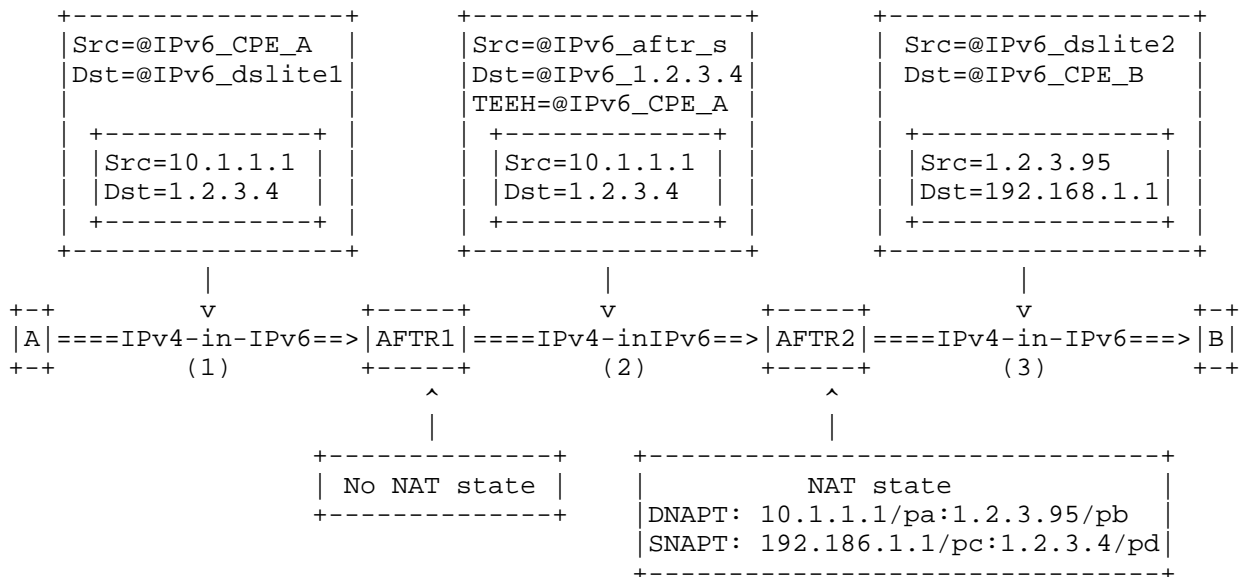 Src=@IPv6_CPE_A
Dst=@IPv6_dslite1
Src=10.1.1.1
Dst=1.2.3.4
Src=@IPv6_aftr_s
Dst=@IPv6_1.2.3.4
TEEH=@IPv6_CPE_A
Src=10.1.1.1
Dst=1.2.3.4
Src=@IPv6_dslite2
Dst=@IPv6_CPE_B
Src=1.2.3.95
Dst=192.168.1.1
|A|====IPv4-in-IPv6==>|AFTR1|====IPv4-inIPv6==>|AFTR2|====IPv4-in-IPv6===>|B|
(1) (2) (3)
No NAT state
NAT state
DNAPT: 10.1.1.1/pa:1.2.3.95/pb
SNAPT: 192.186.1.1/pc:1.2.3.4/pd